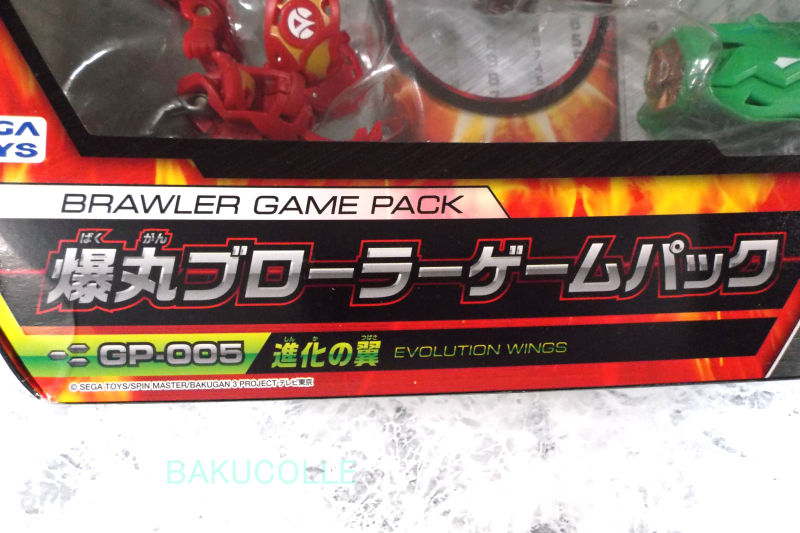 SEGA
TOYS
BRAWLER GAME PACK
ばく がん
爆丸ブローラーゲームパック
しん か つばさ
GP-005 進化の翼 EVOLUTION WINGS
© SEGA TOYS/SPIN MASTER/BAKUGAN 3 PROJECT・テレビ東京
BAKUCOLLE